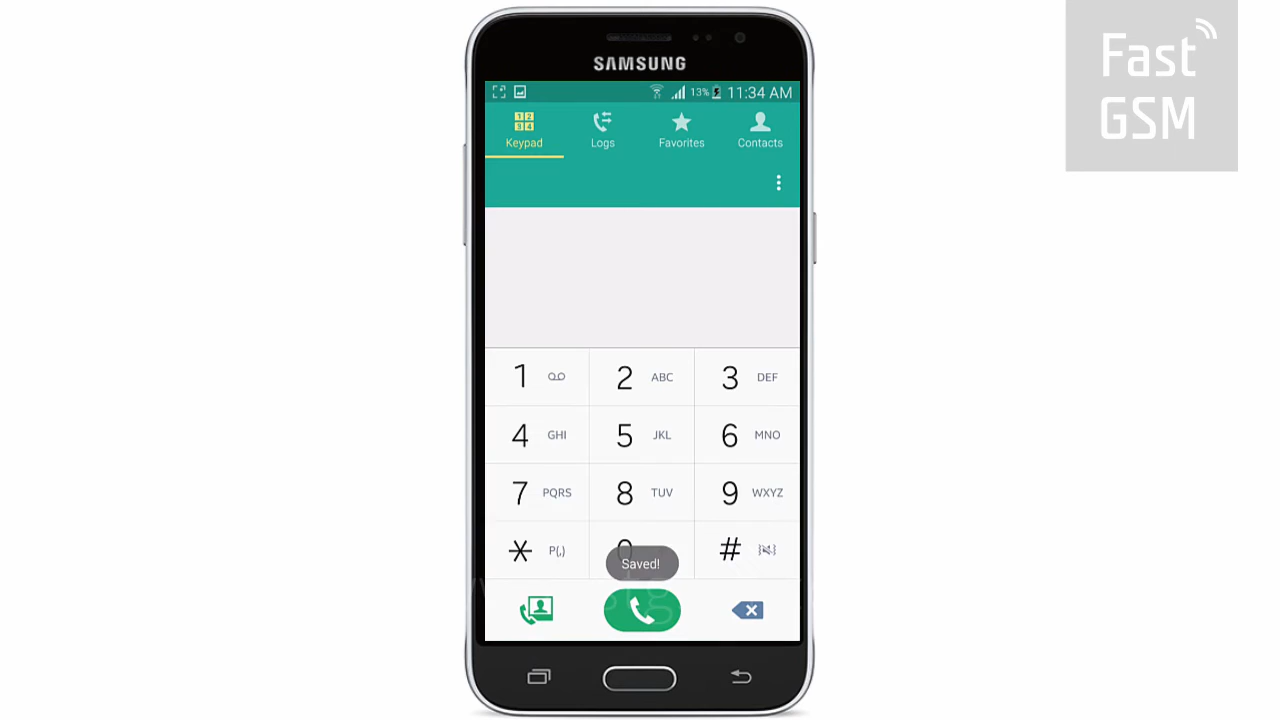 Fast
GSM
SAMSUNG
13% 11:34 AM
Keypad Logs Favorites Contacts
1 2 ABC 3 DEF
4 GHI 5 JKL 6 MNO
7 PQRS 8 TUV 9 WXYZ
* P(,) 0 #
Saved!